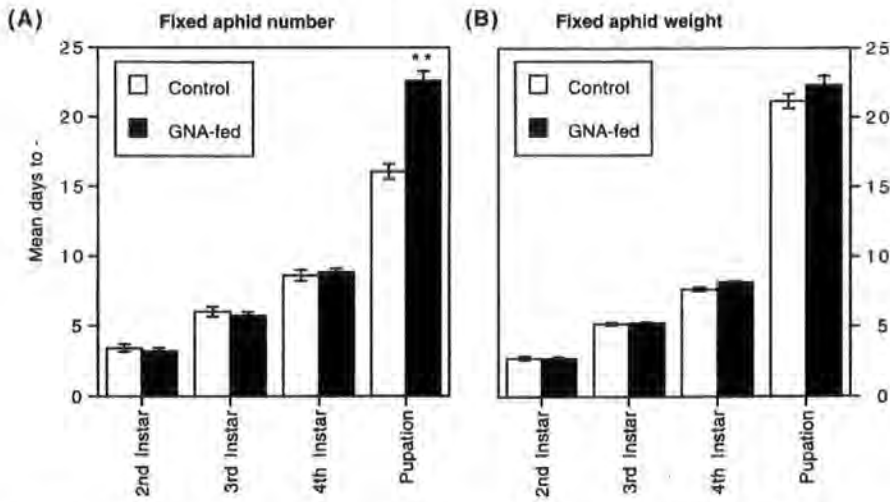 (A)
Fixed aphid number
Mean days to -
25
20
15
10
5
0
Control
GNA-fed
**
2nd Instar
3rd Instar
4th Instar
Pupation
(B)
Fixed aphid weight
Control
GNA-fed
25
20
15
10
5
0
2nd Instar
3rd Instar
4th Instar
Pupation